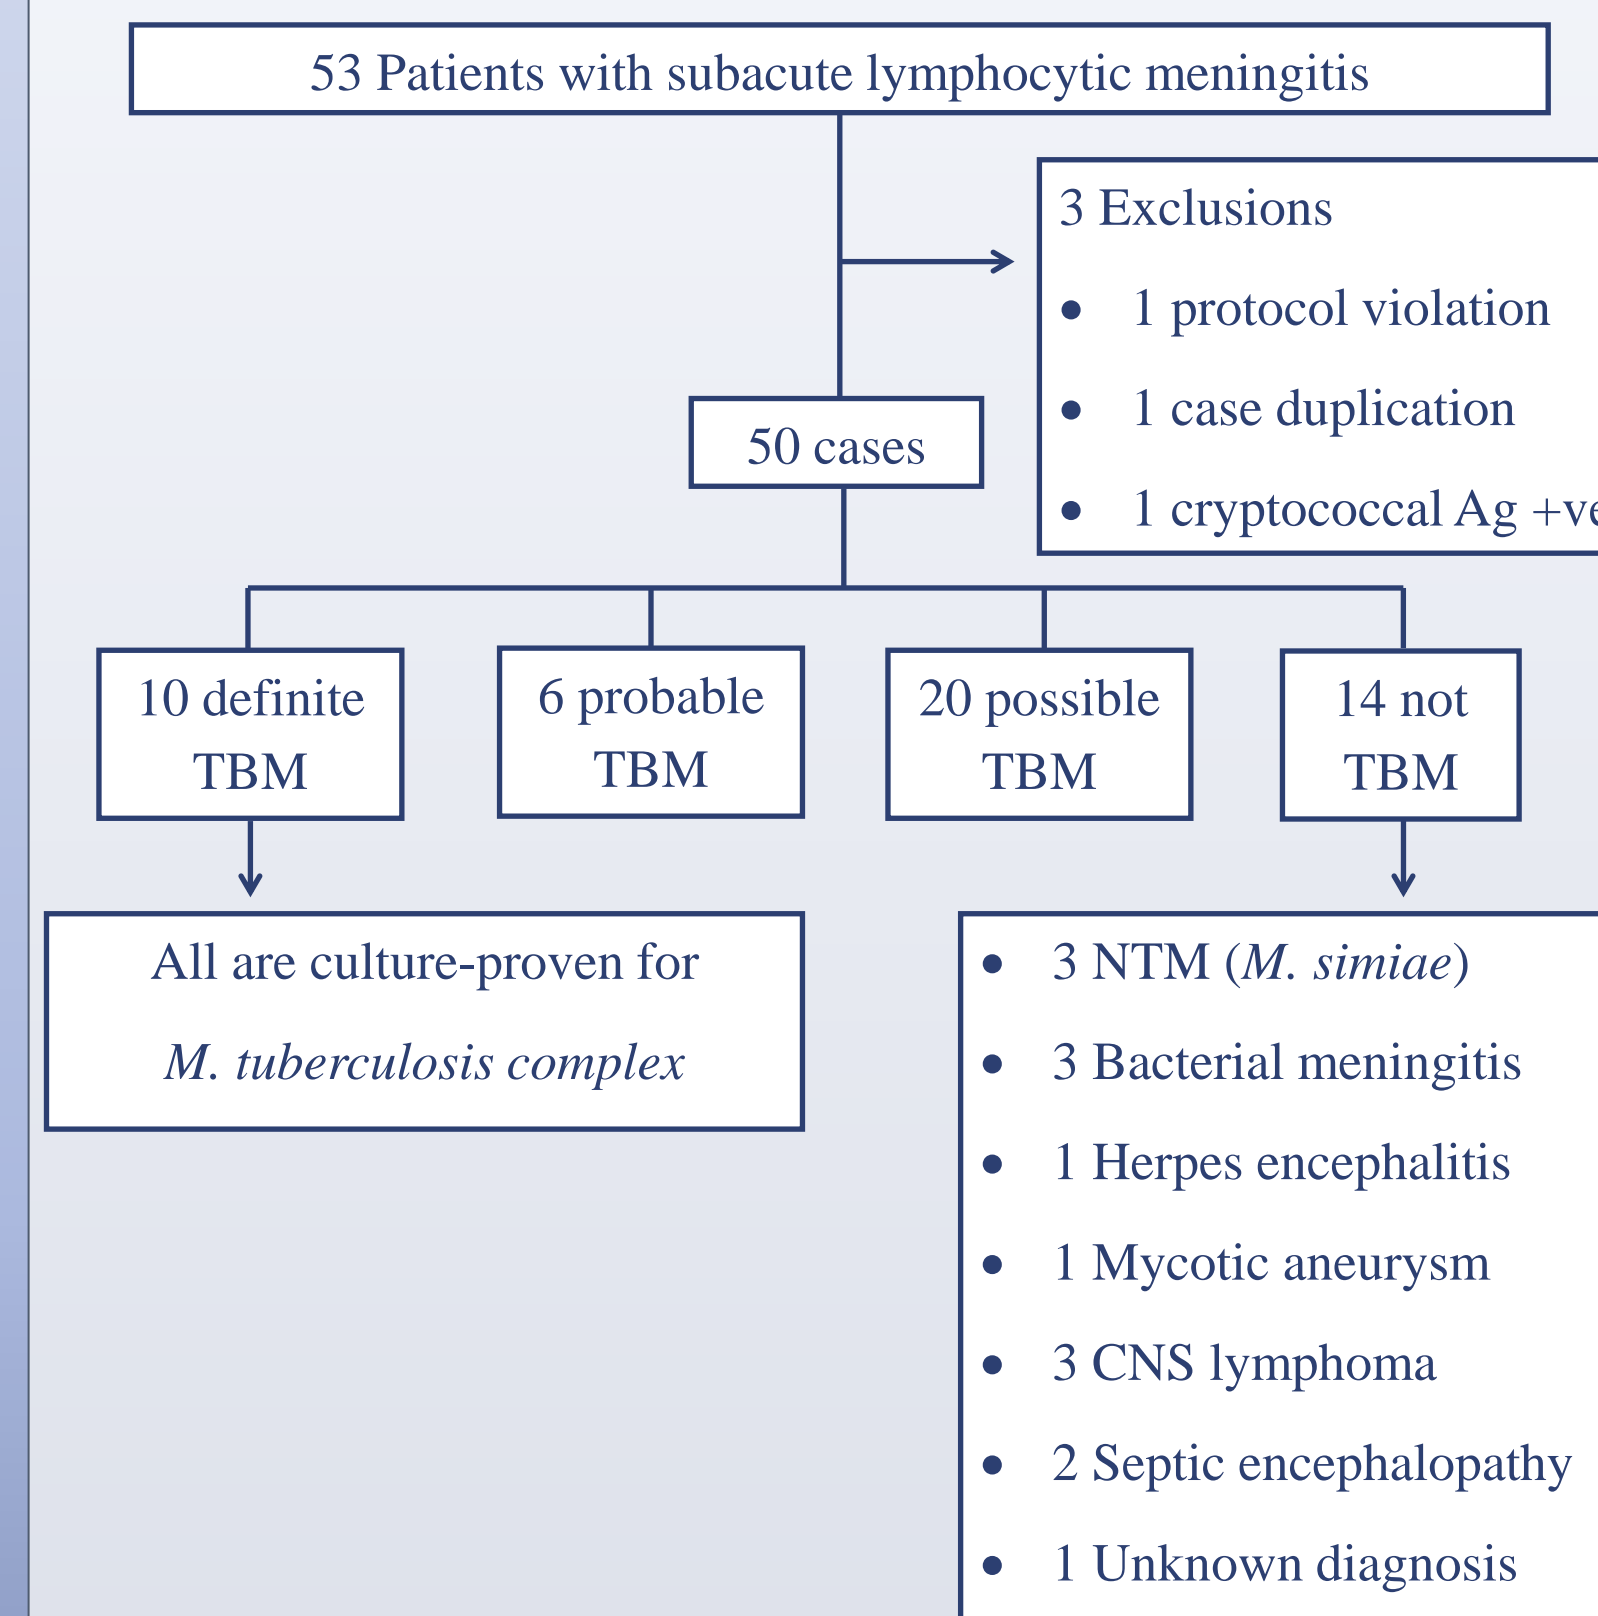 53 Patients with subacute lymphocytic meningitis
3 Exclusions
• 1 protocol violation
• 1 case duplication
• 1 cryptococcal Ag +ve
50 cases
10 definite
TBM
6 probable
TBM
20 possible
TBM
14 not
TBM
All are culture-proven for
M. tuberculosis complex
• 3 NTM (M. simiae)
• 3 Bacterial meningitis
• 1 Herpes encephalitis
• 1 Mycotic aneurysm
• 3 CNS lymphoma
• 2 Septic encephalopathy
• 1 Unknown diagnosis